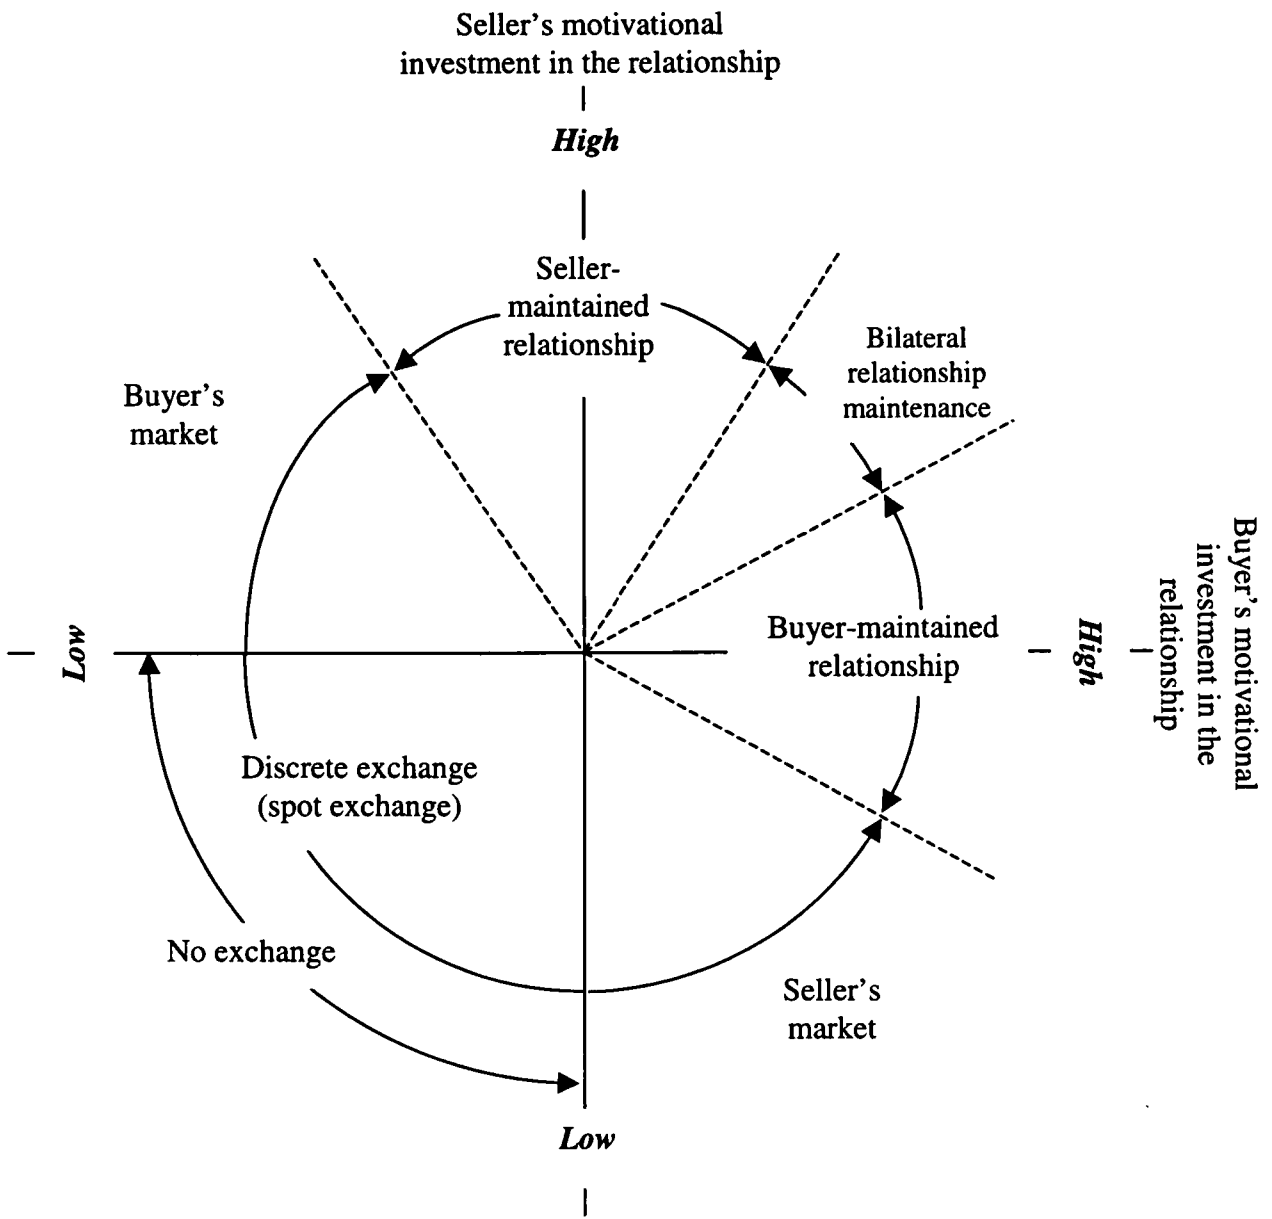 Seller's motivational
investment in the relationship
High
Seller-
maintained
relationship
Bilateral
relationship
maintenance
Buyer's
market
Buyer's motivational
investment in the
relationship
Low
Buyer-maintained
relationship
High
Discrete exchange
(spot exchange)
No exchange
Seller's
market
Low